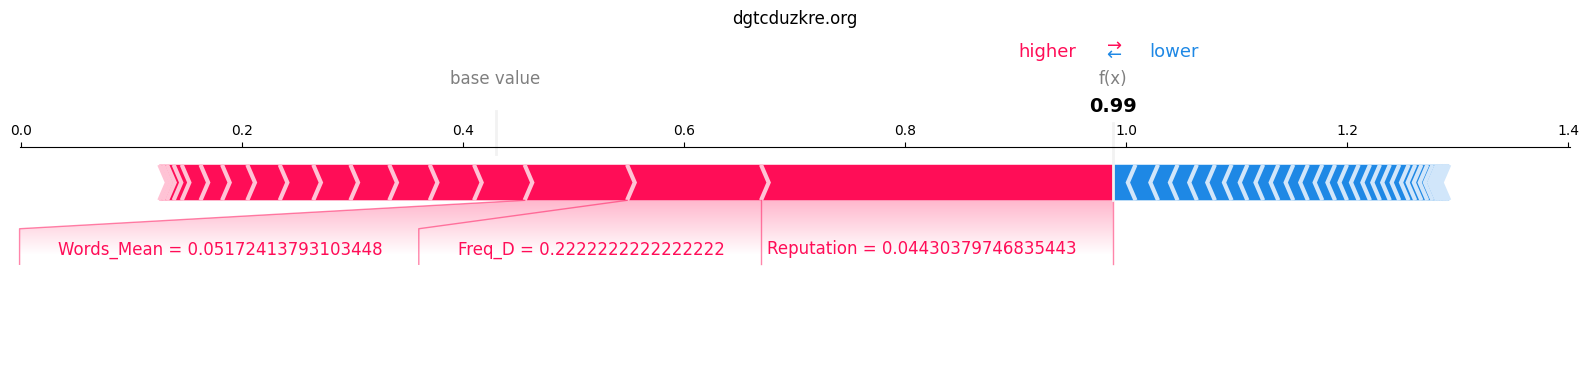 dgtcduzkre.org
higher ⇄ lower
base value f(x)
0.99
0.0 0.2 0.4 0.6 0.8 1.0 1.2 1.4
Words_Mean = 0.05172413793103448 Freq_D = 0.2222222222222222 Reputation = 0.04430379746835443